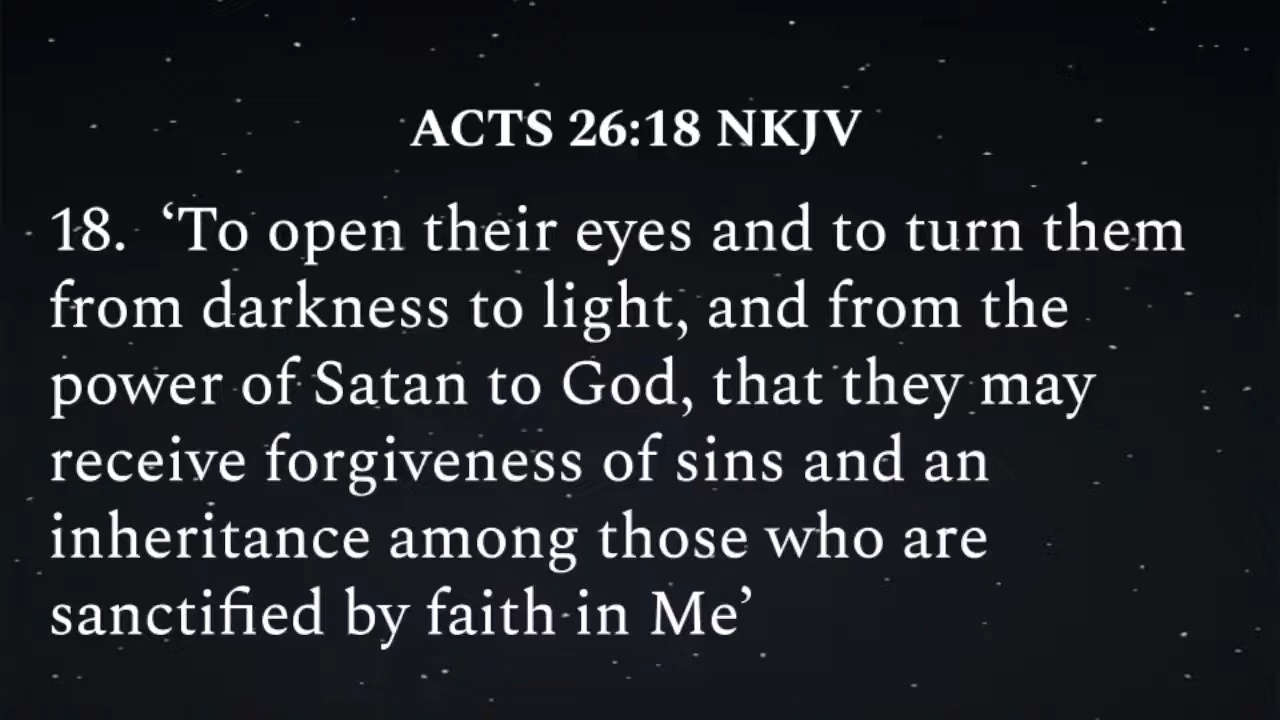 ACTS 26:18 NKJV
18. ‘To open their eyes and to turn them
from darkness to light, and from the
power of Satan to God, that they may
receive forgiveness of sins and an
inheritance among those who are
sanctified by faith in Me’